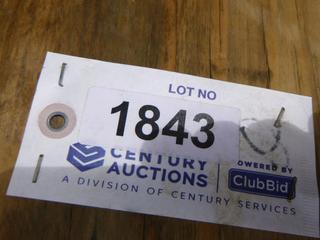 LOT NO
1843
CENTURY
AUCTIONS
OWERED BY
ClubBid
A DIVISION OF CENTURY SERVICES